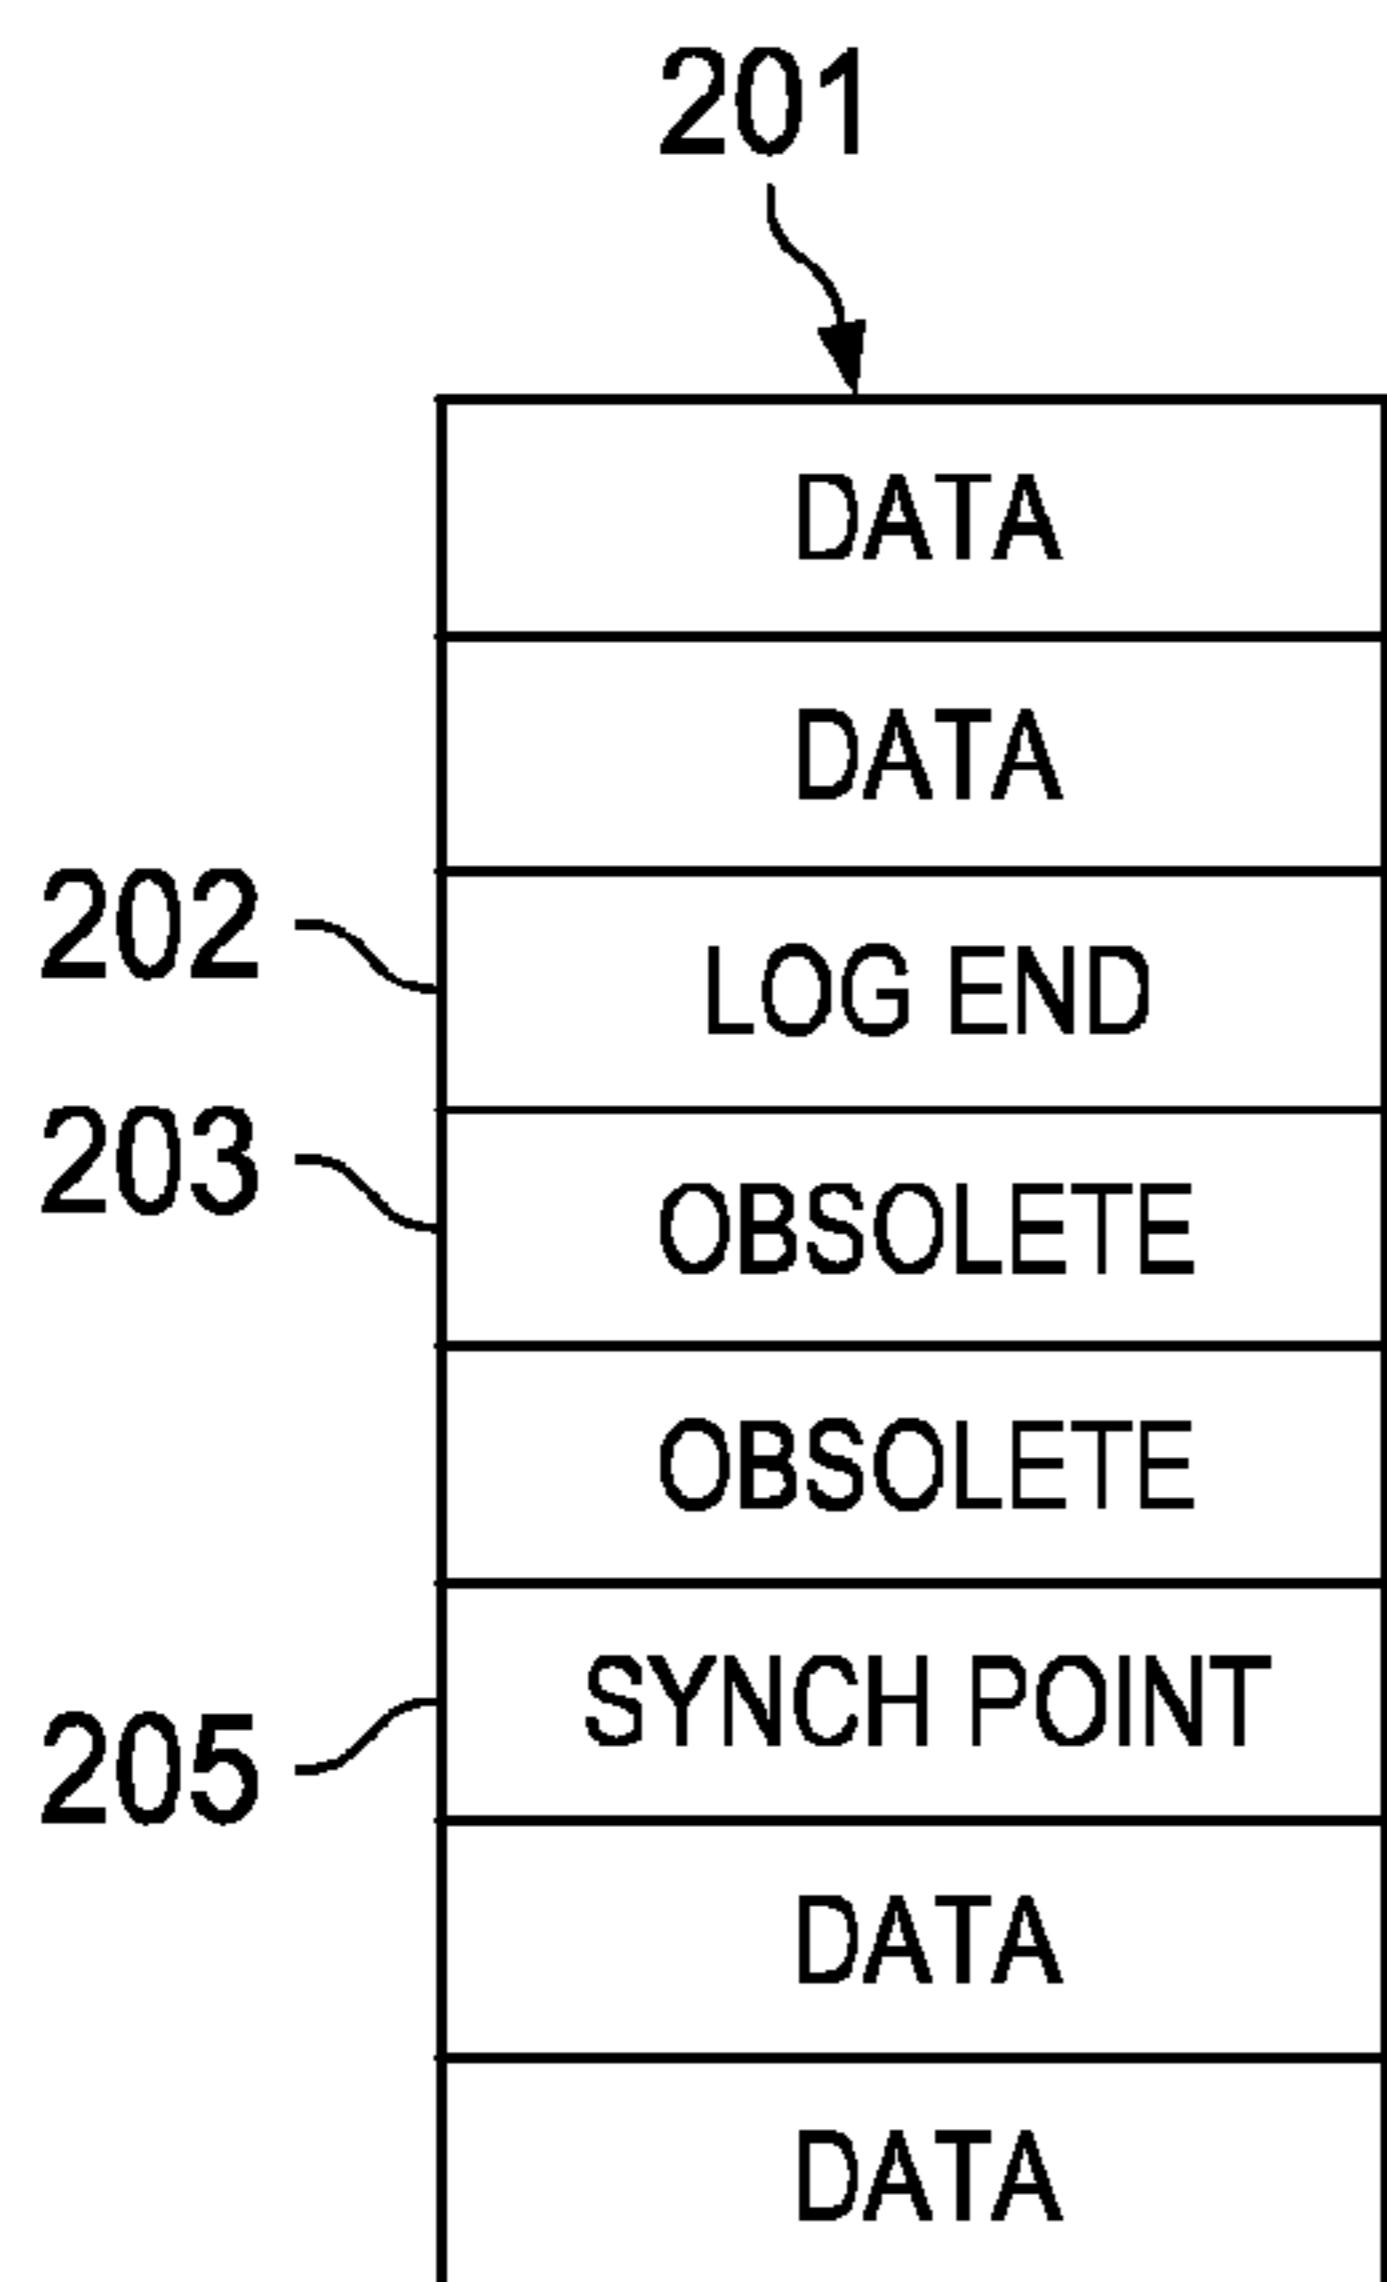 201
DATA
DATA
202 LOG END
203 OBSOLETE
OBSOLETE
205 SYNCH POINT
DATA
DATA